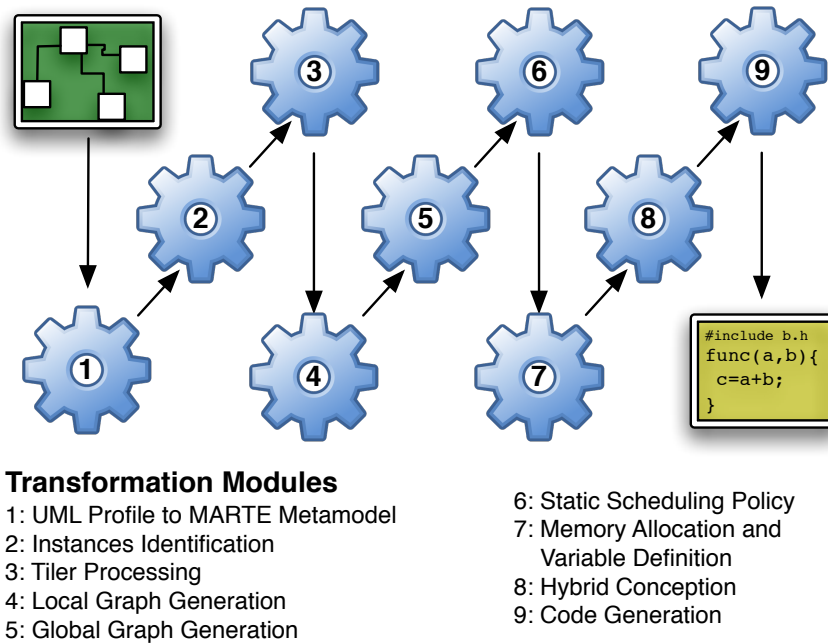 3
6
9
2
5
8
1
4
7
#include b.h
func(a,b){
c=a+b;
}
Transformation Modules
1: UML Profile to MARTE Metamodel
2: Instances Identification
3: Tiler Processing
4: Local Graph Generation
5: Global Graph Generation
6: Static Scheduling Policy
7: Memory Allocation and
Variable Definition
8: Hybrid Conception
9: Code Generation